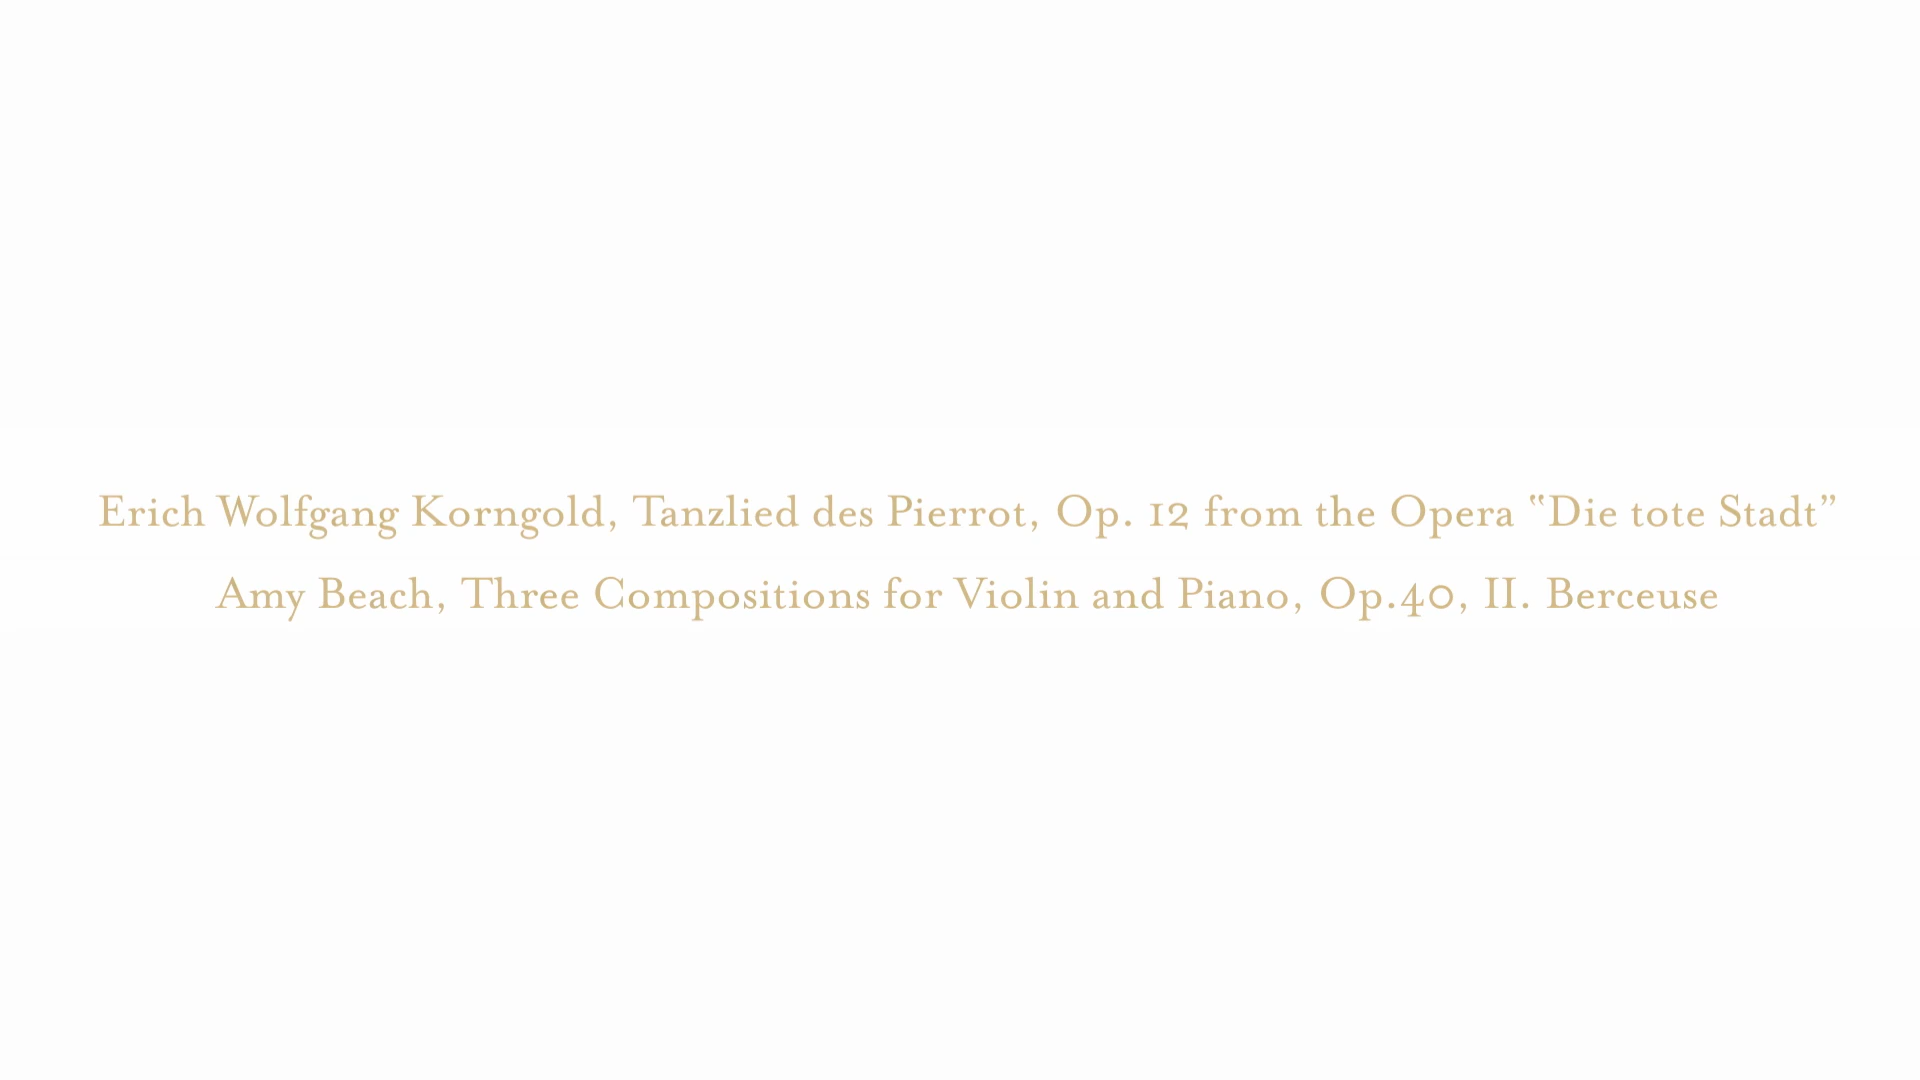 Erich Wolfgang Korngold, Tanzlied des Pierrot, Op. 12 from the Opera “Die tote Stadt”
Amy Beach, Three Compositions for Violin and Piano, Op.40, II. Berceuse